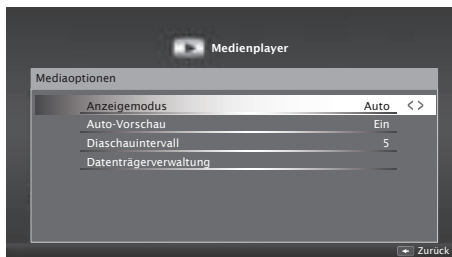 Medienplayer
Mediaoptionen
Anzeigemodus Auto < >
Auto-Vorschau Ein
Diaschauintervall 5
Datenträgerverwaltung
Zurück